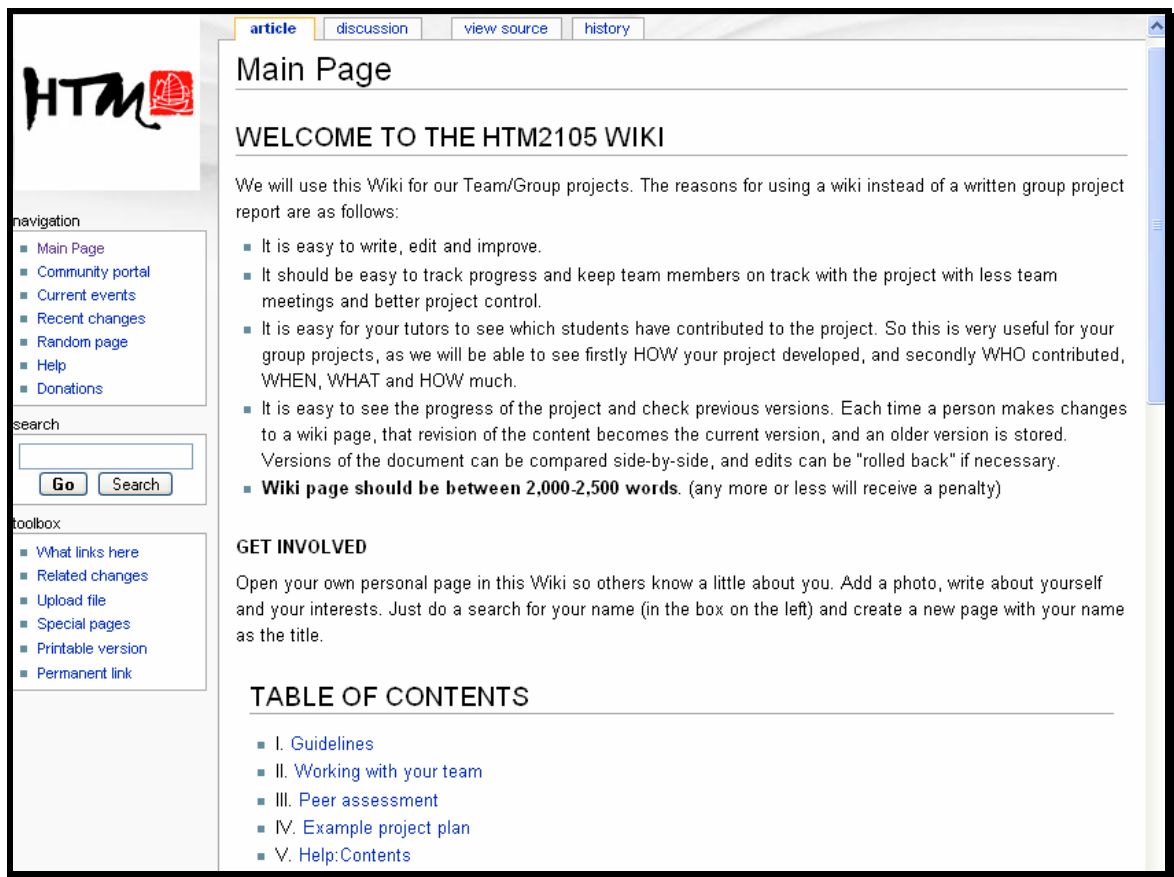 article
discussion
view source
history
HTM
Main Page
WELCOME TO THE HTM2105 WIKI
We will use this Wiki for our Team/Group projects. The reasons for using a wiki instead of a written group project
report are as follows:
It is easy to write, edit and improve.
It should be easy to track progress and keep team members on track with the project with less team
meetings and better project control.
It is easy for your tutors to see which students have contributed to the project. So this is very useful for your
group projects, as we will be able to see firstly HOW your project developed, and secondly WHO contributed,
WHEN, WHAT and HOW much.
It is easy to see the progress of the project and check previous versions. Each time a person makes changes
to a wiki page, that revision of the content becomes the current version, and an older version is stored.
Versions of the document can be compared side-by-side, and edits can be "rolled back" if necessary.
Wiki page should be between 2,000-2,500 words. (any more or less will receive a penalty)
GET INVOLVED
Open your own personal page in this Wiki so others know a little about you. Add a photo, write about yourself
and your interests. Just do a search for your name (in the box on the left) and create a new page with your name
as the title.
TABLE OF CONTENTS
I. Guidelines
II. Working with your team
III. Peer assessment
IV. Example project plan
V. Help:Contents
navigation
Main Page
Community portal
Current events
Recent changes
Random page
Help
Donations
search
Go
Search
toolbox
What links here
Related changes
Upload file
Special pages
Printable version
Permanent link